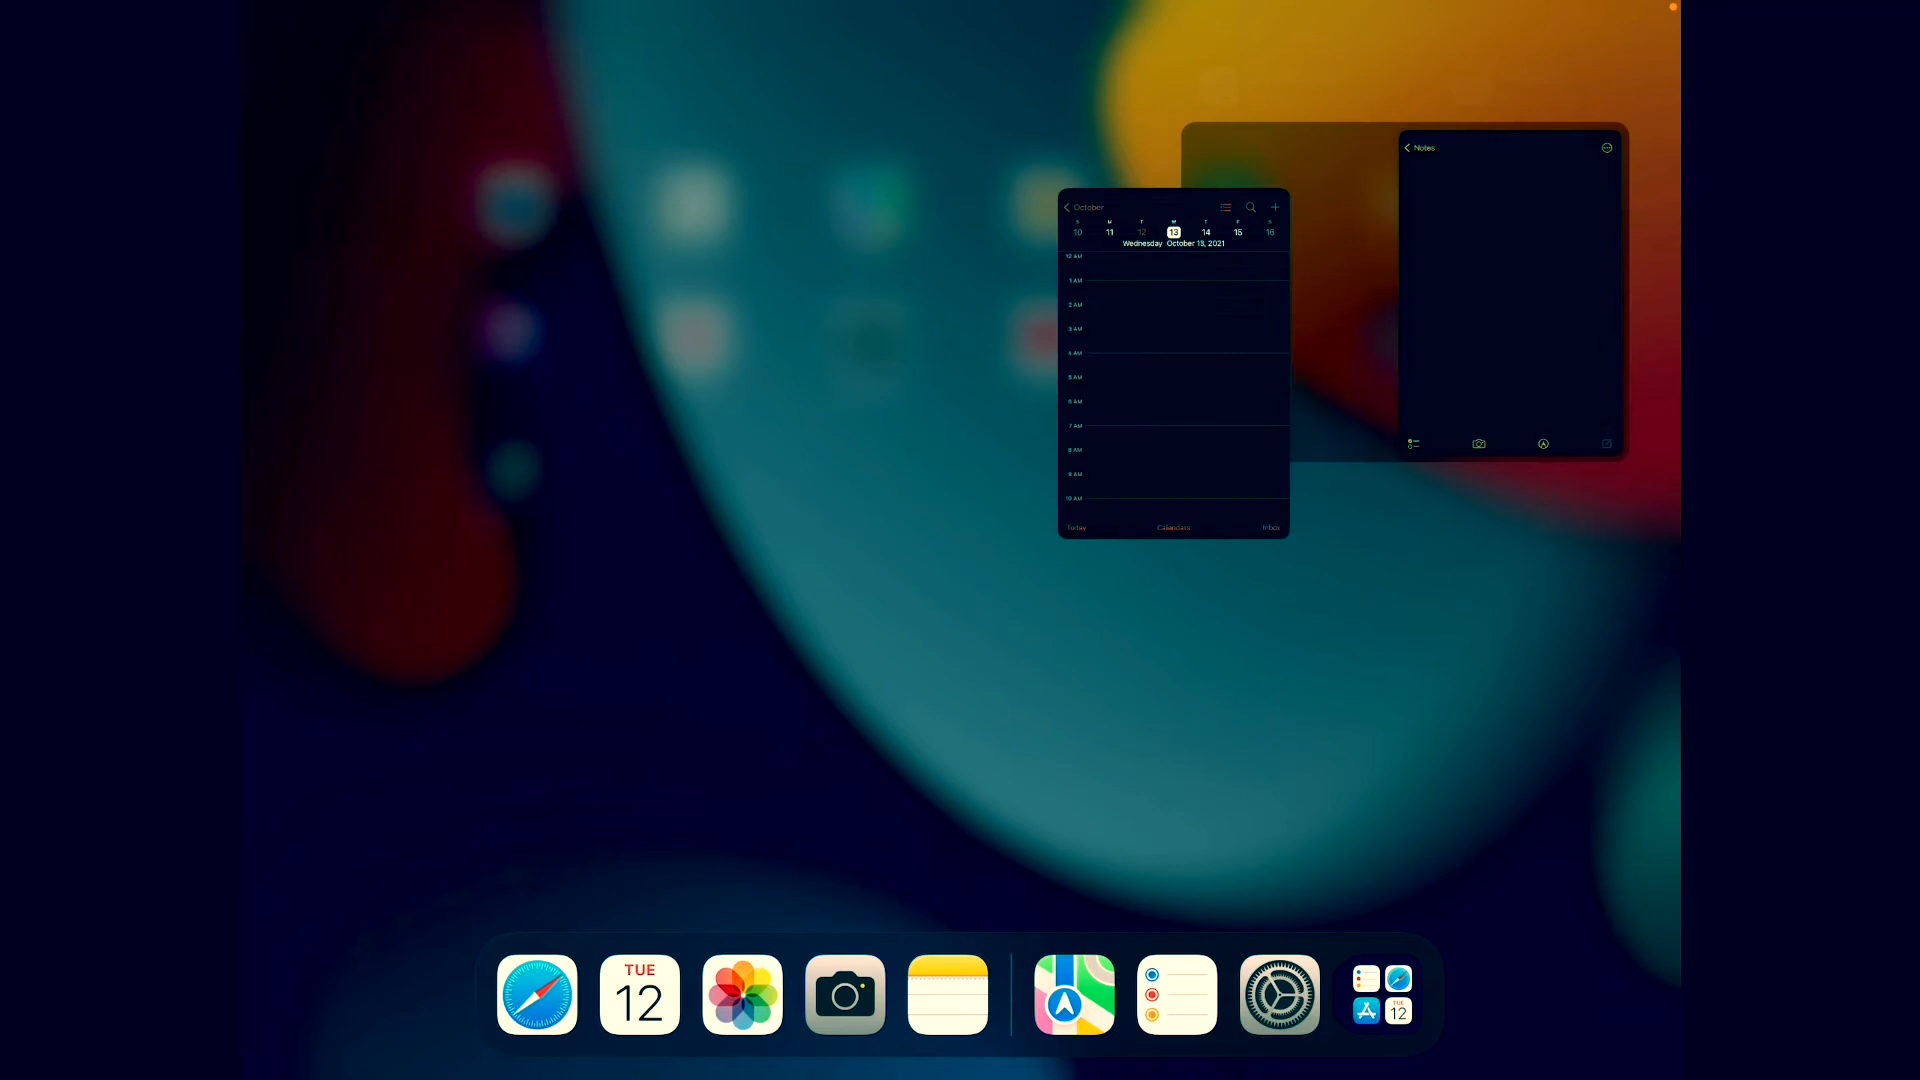 Notes
October
S M T W T F S
10 11 12 13 14 15 16
Wednesday October 13, 2021
12 AM
1 AM
2 AM
3 AM
4 AM
5 AM
6 AM
7 AM
8 AM
9 AM
10 AM
Today Calendars Inbox
TUE
12
TUE
12